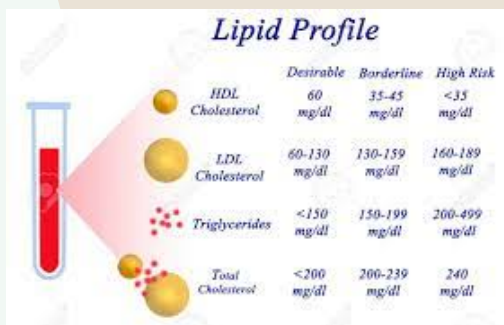 Lipid Profile
Desirable Borderline High Risk
HDL Cholesterol 60 mg/dl 35-45 mg/dl <35 mg/dl
LDL Cholesterol 60-130 mg/dl 130-159 mg/dl 160-189 mg/dl
Triglycerides <150 mg/dl 150-199 mg/dl 200-499 mg/dl
Total Cholesterol <200 mg/dl 200-239 mg/dl 240 mg/dl